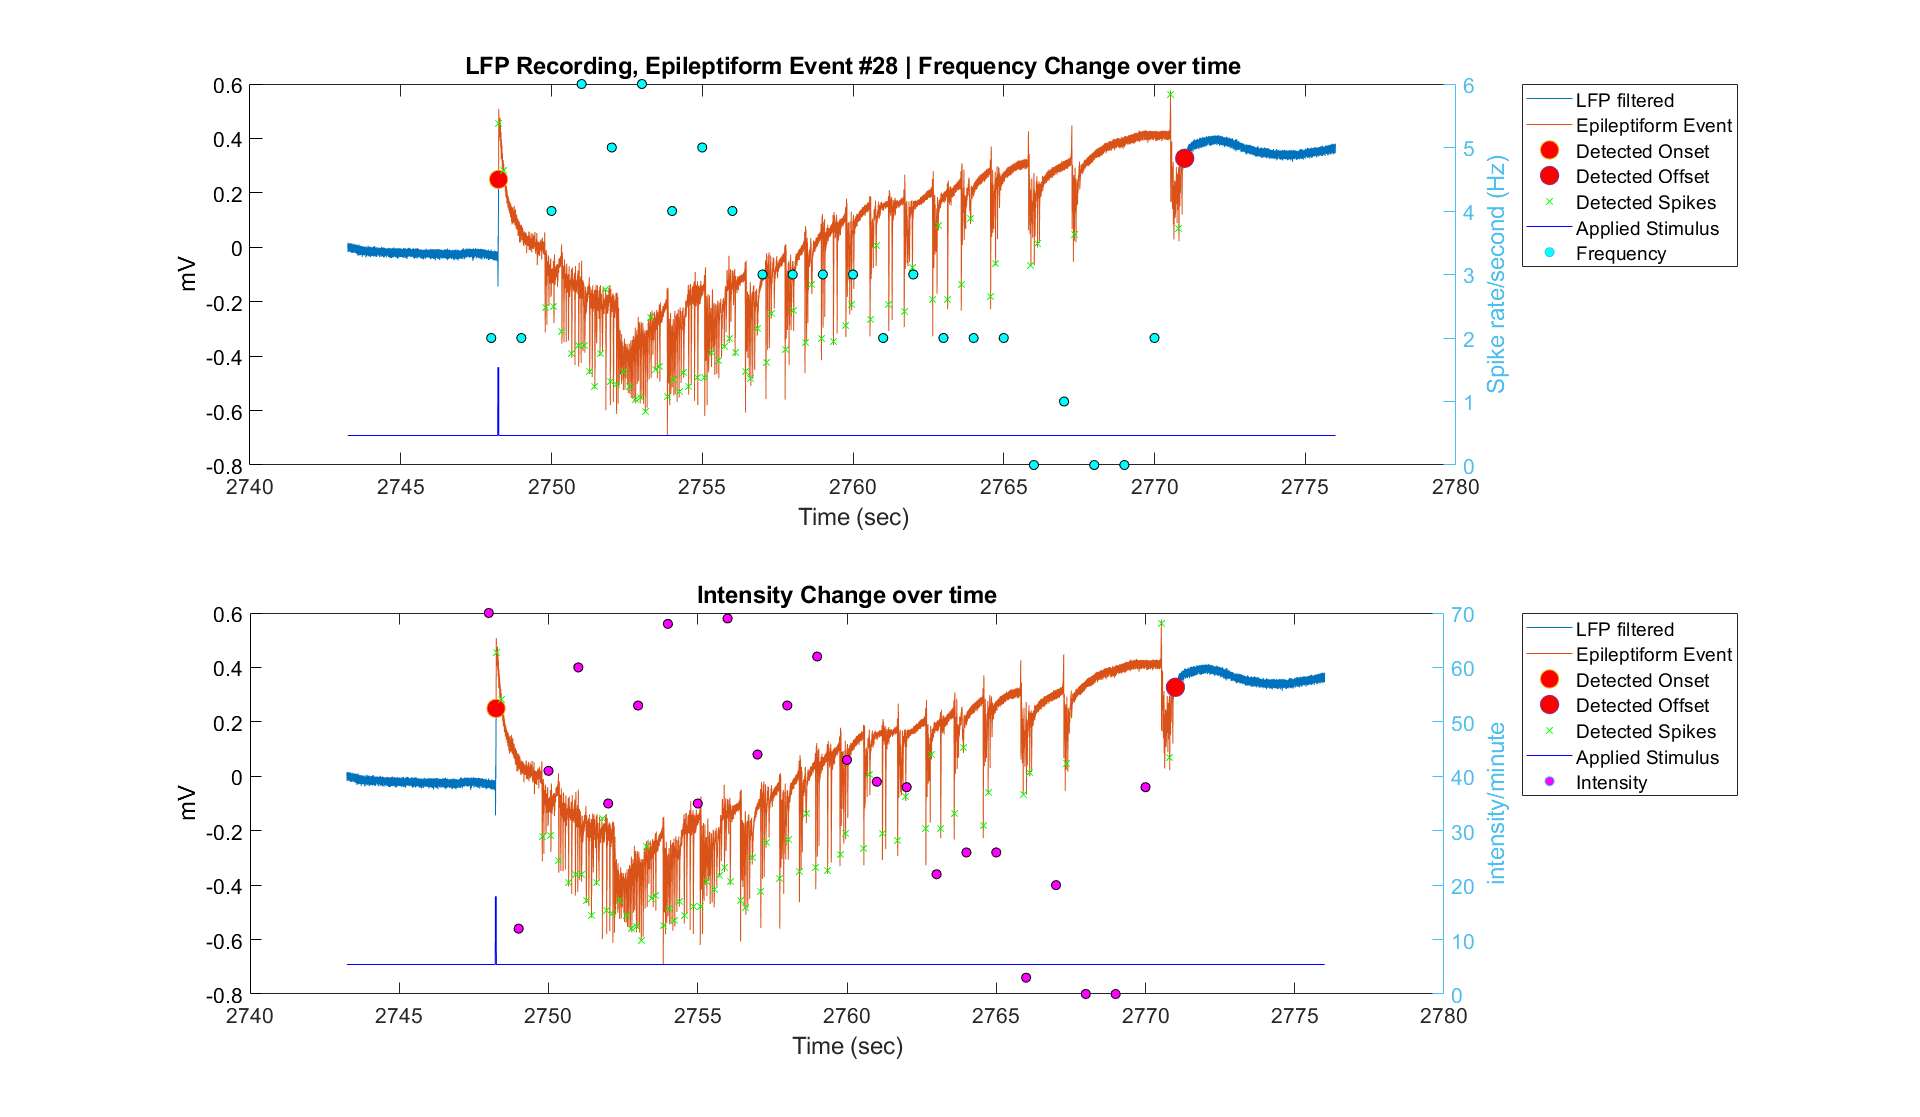 LFP Recording, Epileptiform Event #28 | Frequency Change over time
0.6
0.4
0.2
0
-0.2
-0.4
-0.6
-0.8
mV
2740 2745 2750 2755 2760 2765 2770 2775 2780
Time (sec)
6
5
4
3
2
1
0
Spike rate/second (Hz)
LFP filtered
Epileptiform Event
Detected Onset
Detected Offset
Detected Spikes
Applied Stimulus
Frequency
Intensity Change over time
0.6
0.4
0.2
0
-0.2
-0.4
-0.6
-0.8
mV
2740 2745 2750 2755 2760 2765 2770 2775 2780
Time (sec)
70
60
50
40
30
20
10
0
intensity/minute
LFP filtered
Epileptiform Event
Detected Onset
Detected Offset
Detected Spikes
Applied Stimulus
Intensity